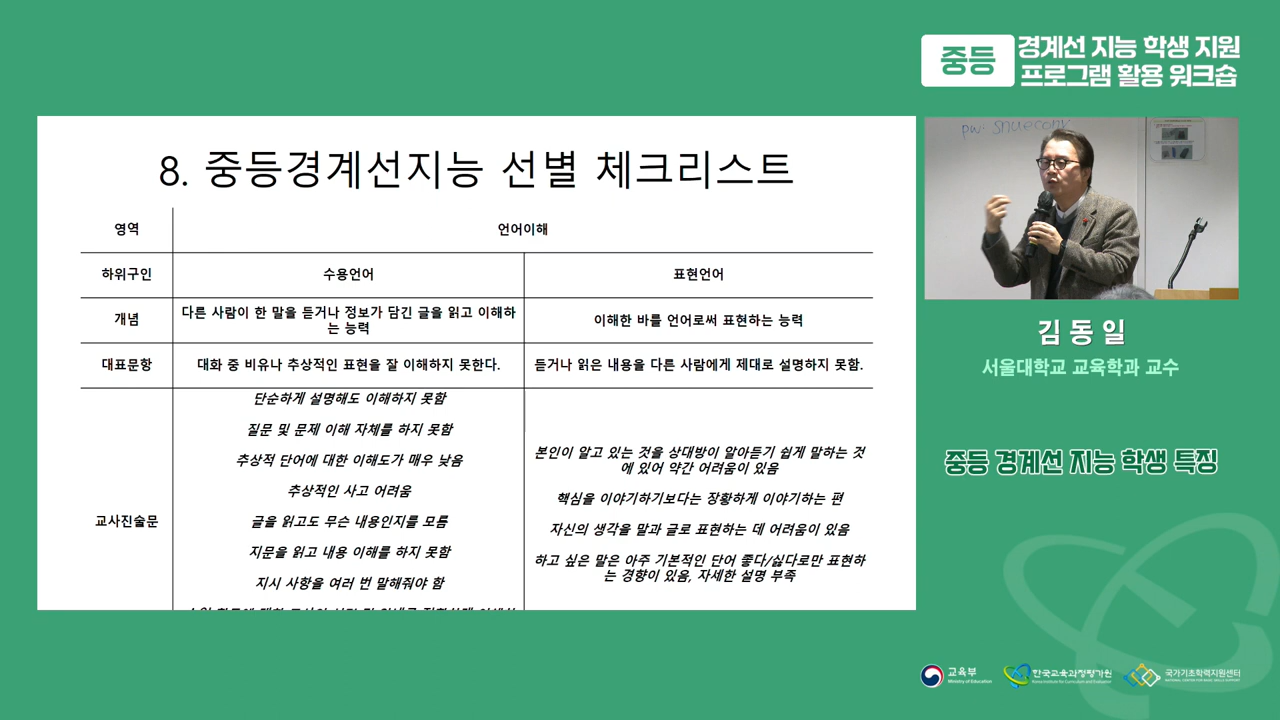 중등
경계선 지능 학생 지원
프로그램 활용 워크숍
8. 중등경계선지능 선별 체크리스트
영역
언어이해
하위구인
수용언어
표현언어
개념
다른 사람이 한 말을 듣거나 정보가 담긴 글을 읽고 이해하
는 능력
이해한 바를 언어로써 표현하는 능력
대표문항
대화 중 비유나 추상적인 표현을 잘 이해하지 못한다.
듣거나 읽은 내용을 다른 사람에게 제대로 설명하지 못함.
교사진술문
단순하게 설명해도 이해하지 못함
질문 및 문제 이해 자체를 하지 못함
추상적 단어에 대한 이해도가 매우 낮음
추상적인 사고 어려움
글을 읽고도 무슨 내용인지를 모름
지문을 읽고 내용 이해를 하지 못함
지시 사항을 여러 번 말해줘야 함
본인이 알고 있는 것을 상대방이 알아듣기 쉽게 말하는 것
에 있어 약간 어려움이 있음
핵심을 이야기하기보다는 장황하게 이야기하는 편
자신의 생각을 말과 글로 표현하는 데 어려움이 있음
하고 싶은 말은 아주 기본적인 단어 좋다/싫다로만 표현하
는 경향이 있음, 자세한 설명 부족
pw: snueconv
김동일
서울대학교 교육학과 교수
중등 경계선 지능 학생 특징
교육부
Ministry of Education
한국교육과정평가원
Korea Institute for Curriculum and Evaluation
국가기초학력지원센터
NATIONAL CENTER FOR BASIC SKILLS SUPPORT